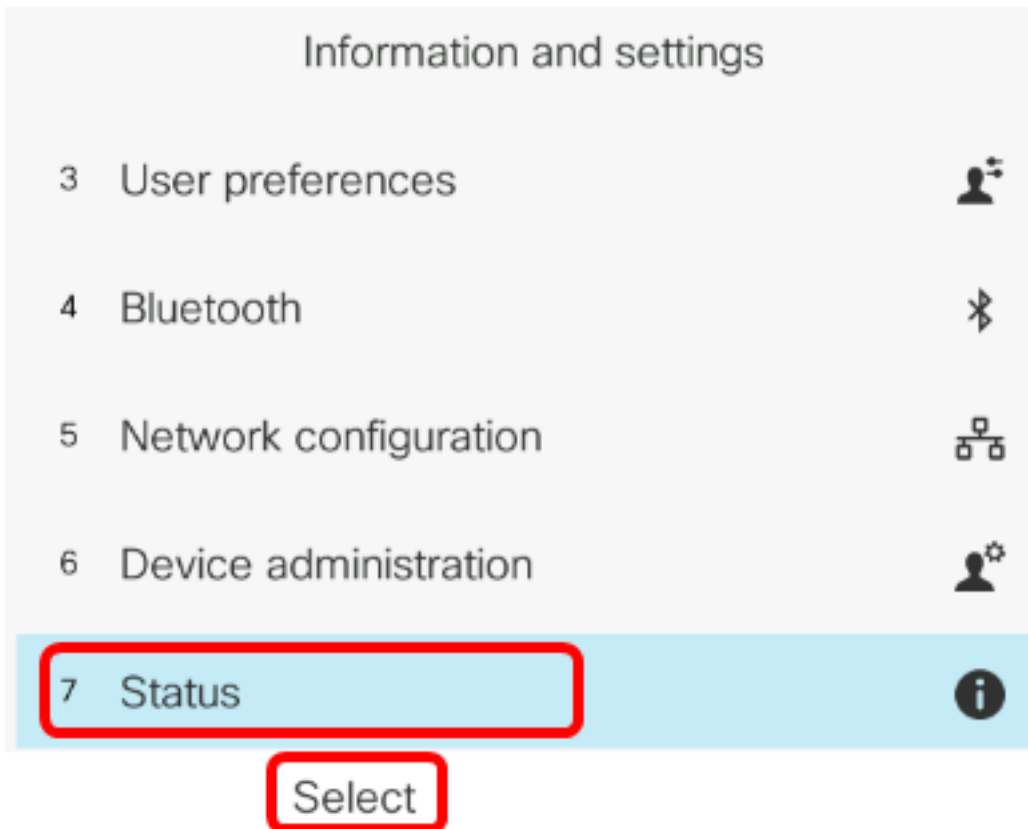 Information and settings
3 User preferences
4 Bluetooth
5 Network configuration
6 Device administration
7 Status
Select